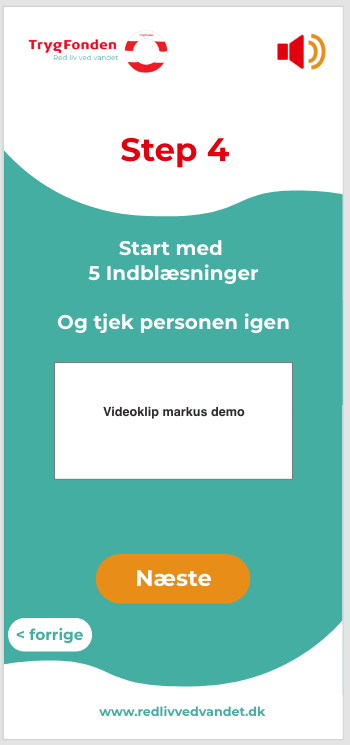 TrygFonden
Red liv ved vandet
Step 4
Start med
5 Indblæsninger
Og tjek personen igen
Videoklip markus demo
Næste
< forrige
www.redlivvedvandet.dk